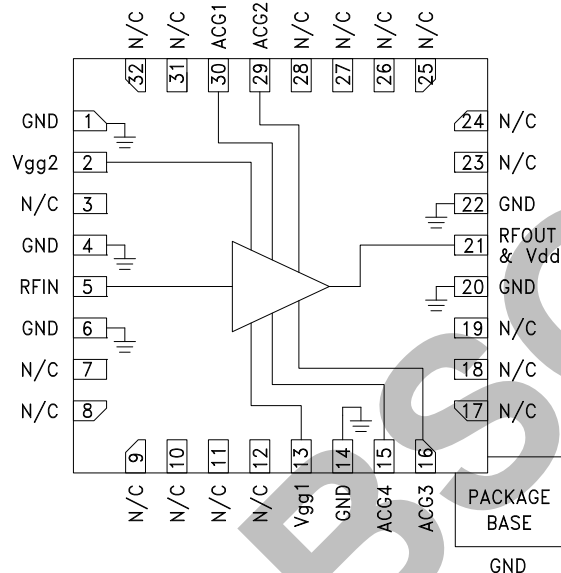 N/C
N/C
ACG1
ACG2
N/C
N/C
N/C
N/C
32
31
30
29
28
27
26
25
GND 1
Vgg2 2
N/C 3
GND 4
RFIN 5
GND 6
N/C 7
N/C 8
24 N/C
23 N/C
22 GND
21 RFOUT
& Vdd
20 GND
19 N/C
18 N/C
17 N/C
9
10
11
12
13
14
15
16
N/C
N/C
N/C
N/C
Vgg1
GND
ACG4
ACG3
PACKAGE
BASE
GND